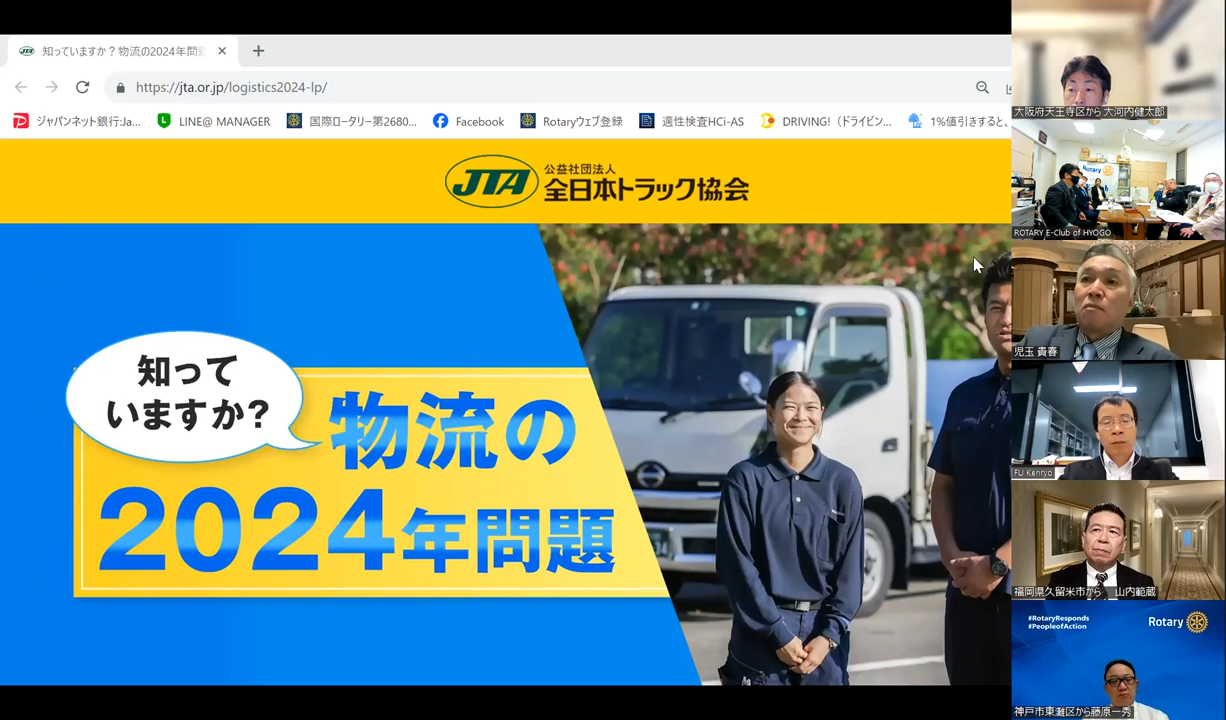 知っていますか？物流の2024年問題
https://jta.or.jp/logistics2024-lp/
ジャパンネット銀行:Ja...
LINE@ MANAGER
国際ロータリー第2680...
Facebook
Rotaryウェブ登録
適性検査HCi-AS
DRIVING!（ドライビン...
1%値引きすると、
JTA
公益社団法人
全日本トラック協会
知って
いますか?
物流の
2024年問題
大阪府天王寺区から 大河内健太郎
Rotary
ROTARY E-Club of HYOGO
児玉 貴春
FU Kenryo
福岡県久留米市から 山内範蔵
#RotaryResponds
#PeopleofAction
Rotary
神戸市東灘区から藤原一秀